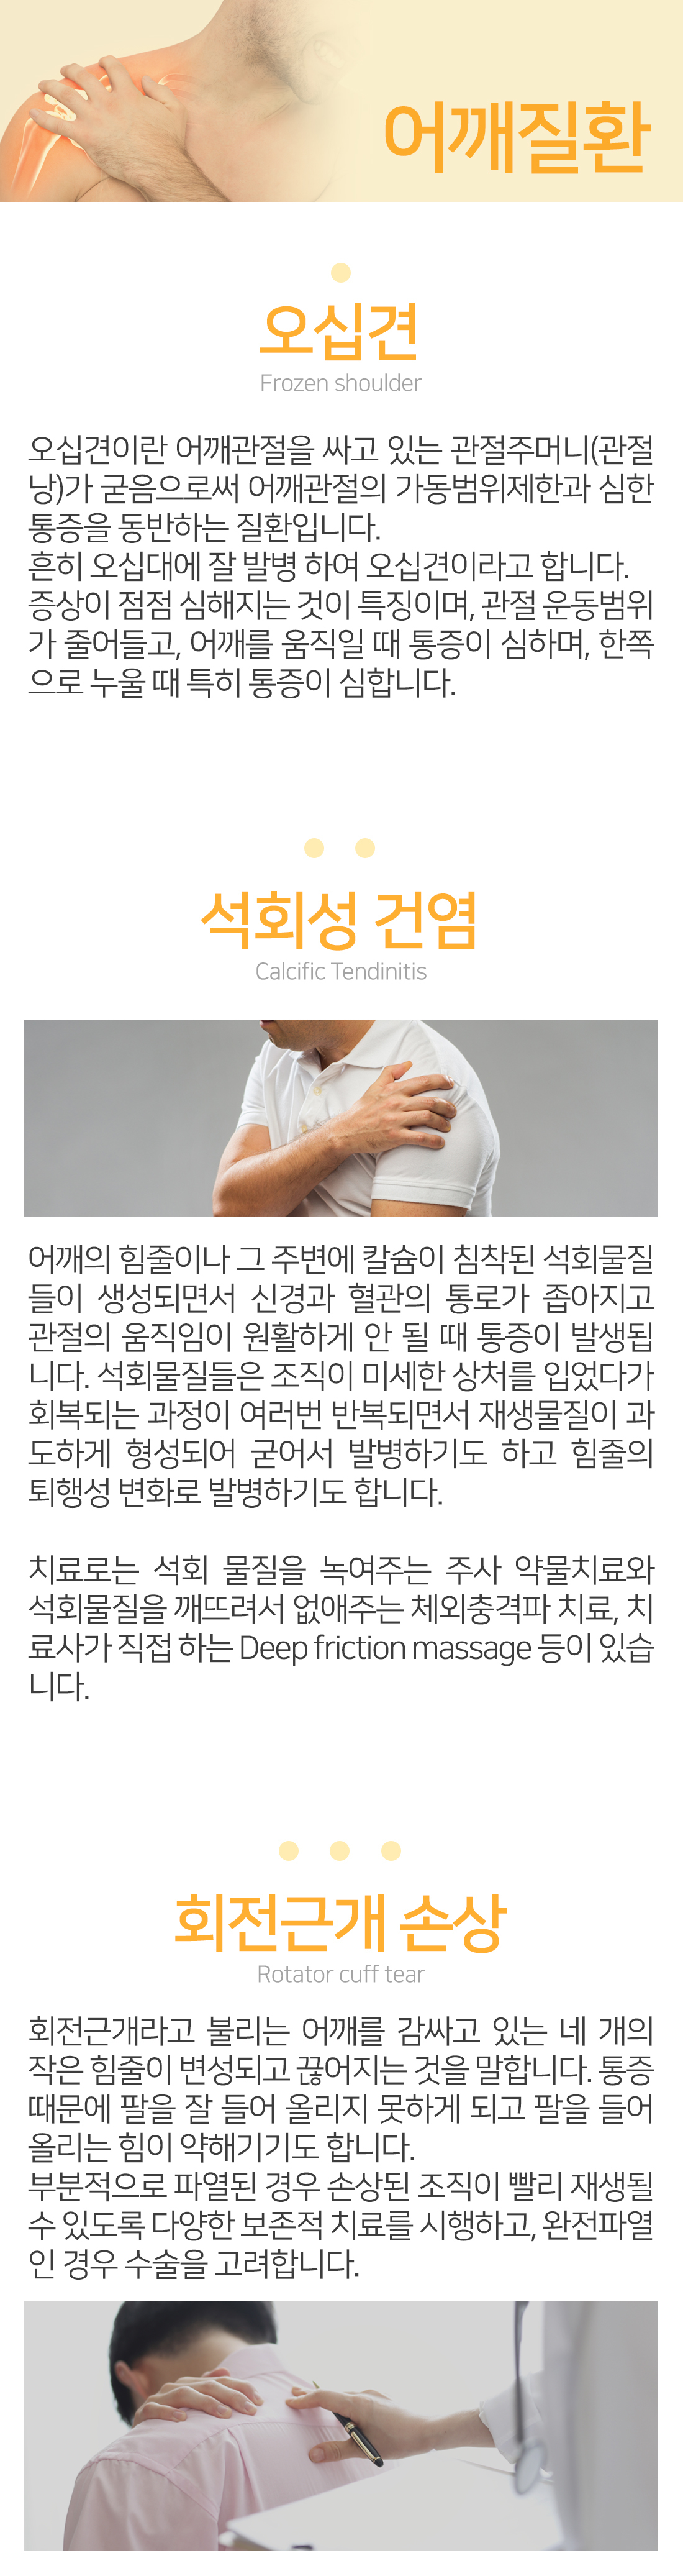 어깨질환
오십견
Frozen shoulder
오십견이란 어깨관절을 싸고 있는 관절주머니(관절
낭)가 굳음으로써 어깨관절의 가동범위제한과 심한
통증을 동반하는 질환입니다.
흔히 오십대에 잘 발병 하여 오십견이라고 합니다.
증상이 점점 심해지는 것이 특징이며, 관절 운동범위
가 줄어들고, 어깨를 움직일 때 통증이 심하며, 한쪽
으로 누울 때 특히 통증이 심합니다.
석회성 건염
Calcific Tendinitis
어깨의 힘줄이나 그 주변에 칼슘이 침착된 석회물질
들이 생성되면서 신경과 혈관의 통로가 좁아지고
관절의 움직임이 원활하게 안 될 때 통증이 발생됩
니다. 석회물질들은 조직이 미세한 상처를 입었다가
회복되는 과정이 여러번 반복되면서 재생물질이 과
도하게 형성되어 굳어서 발병하기도 하고 힘줄의
퇴행성 변화로 발병하기도 합니다.
치료로는 석회 물질을 녹여주는 주사 약물치료와
석회물질을 깨뜨려서 없애주는 체외충격파 치료, 치
료사가 직접 하는 Deep friction massage 등이 있습
니다.
회전근개 손상
Rotator cuff tear
회전근개라고 불리는 어깨를 감싸고 있는 네 개의
작은 힘줄이 변성되고 끊어지는 것을 말합니다. 통증
때문에 팔을 잘 들어 올리지 못하게 되고 팔을 들어
올리는 힘이 약해기기도 합니다.
부분적으로 파열된 경우 손상된 조직이 빨리 재생될
수 있도록 다양한 보존적 치료를 시행하고, 완전파열
인 경우 수술을 고려합니다.